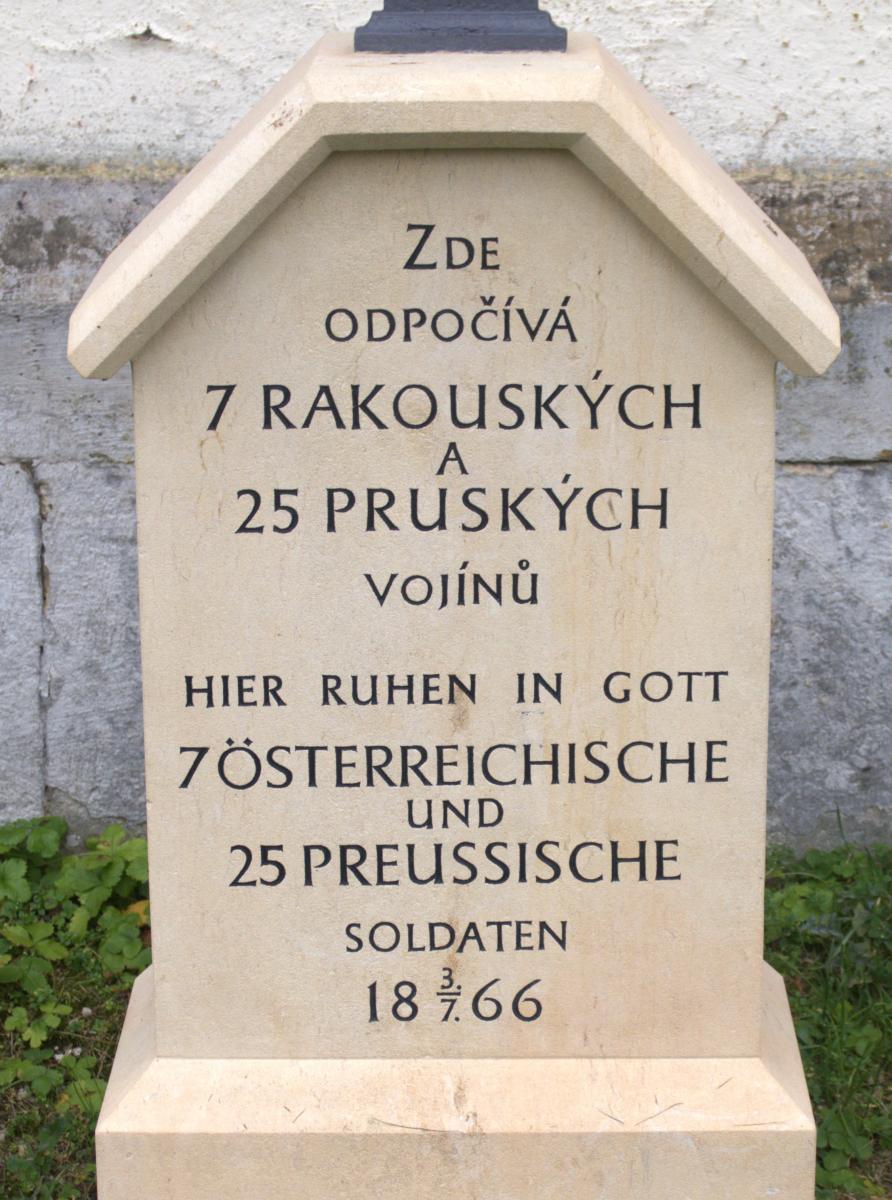 ZDE
ODPOČÍVÁ
7 RAKOUSKÝCH
A
25 PRUSKÝCH
VOJÍNŮ
HIER RUHEN IN GOTT
7 ÖSTERREICHISCHE
UND
25 PREUSSISCHE
SOLDATEN
18 3./7. 66